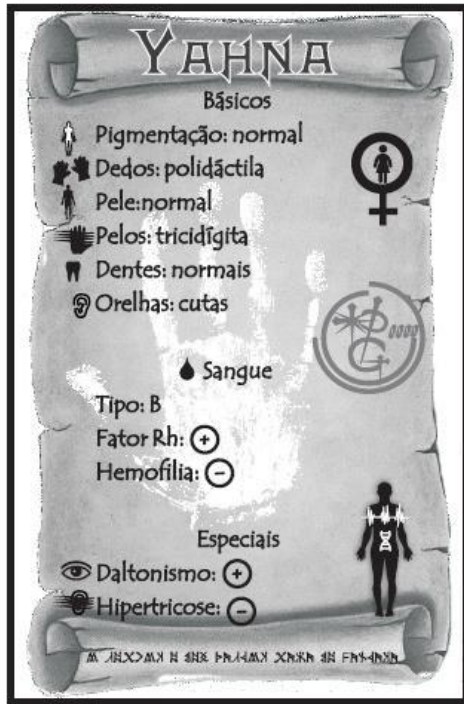 YAHNA
Básicos
Pigmentação: normal
Dedos: polidáctila
Pele:normal
Pelos: tricidígita
Dentes: normais
Orelhas: cutas
Sangue
Tipo: B
Fator Rh: +
Hemofilia: −
Especiais
Daltonismo: +
Hipertricose: −